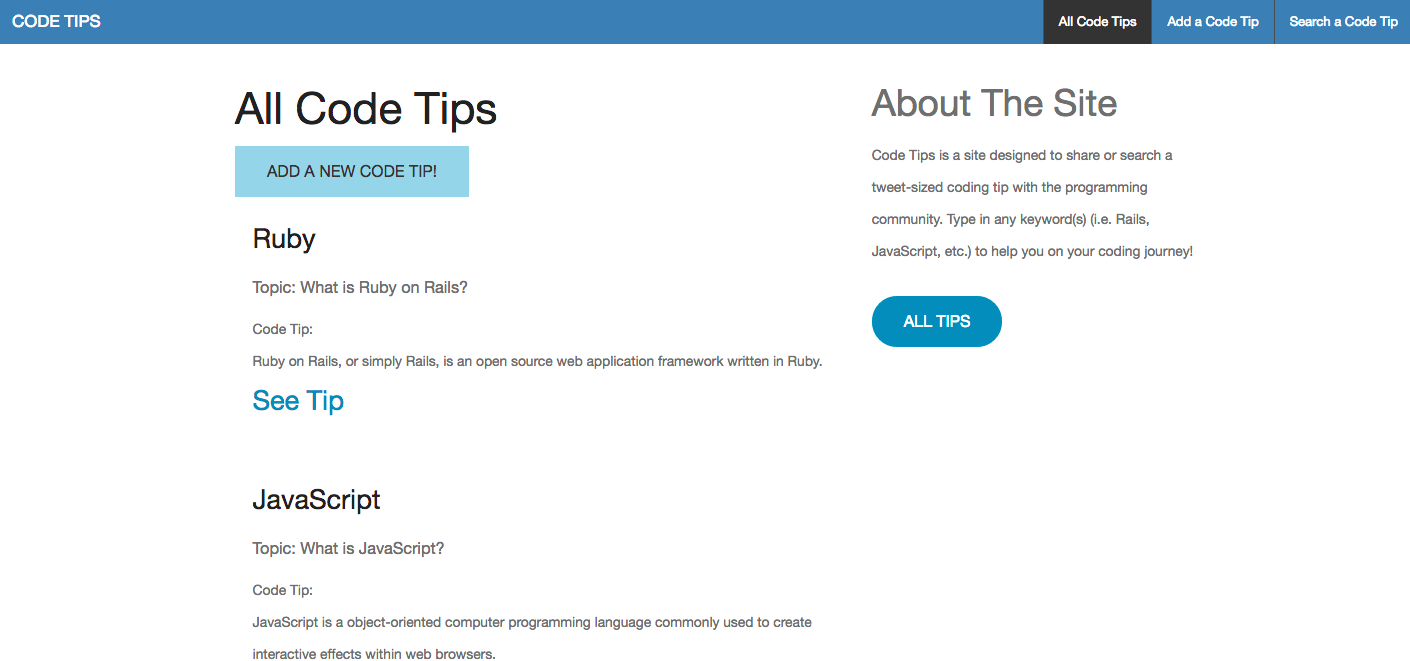 CODE TIPS
All Code Tips
Add a Code Tip
Search a Code Tip
All Code Tips
ADD A NEW CODE TIP!
Ruby
Topic: What is Ruby on Rails?
Code Tip:
Ruby on Rails, or simply Rails, is an open source web application framework written in Ruby.
See Tip
JavaScript
Topic: What is JavaScript?
Code Tip:
JavaScript is a object-oriented computer programming language commonly used to create
interactive effects within web browsers.
About The Site
Code Tips is a site designed to share or search a
tweet-sized coding tip with the programming
community. Type in any keyword(s) (i.e. Rails,
JavaScript, etc.) to help you on your coding journey!
ALL TIPS